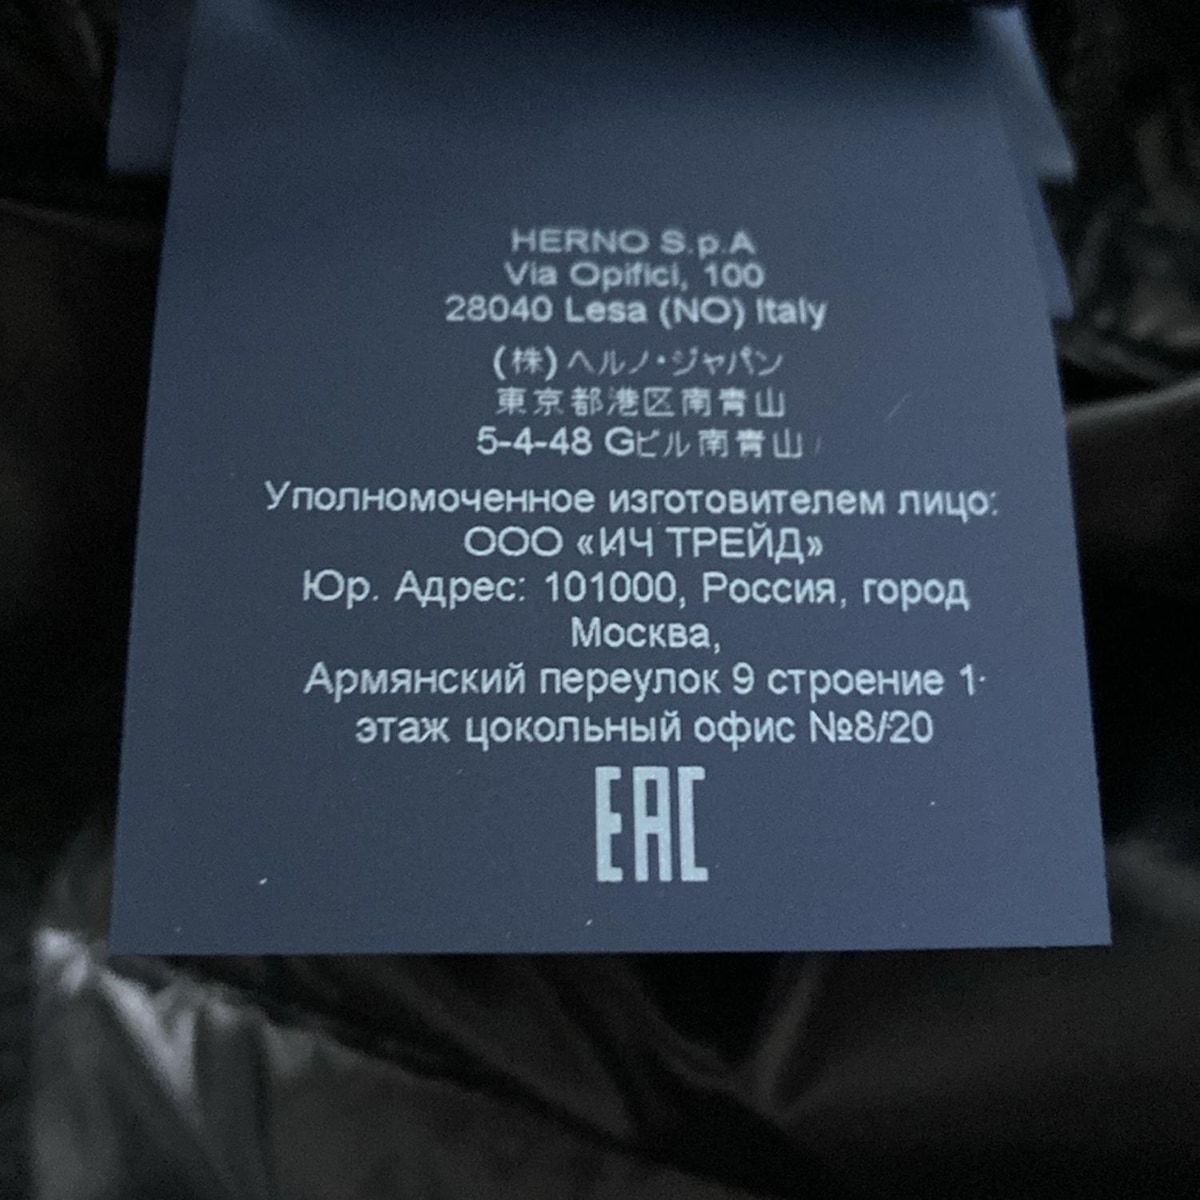 HERNO S.p.A
Via Opifici, 100
28040 Lesa (NO) Italy
(株)ヘルノ・ジャパン
東京都港区南青山
5-4-48 Gビル南青山
Уполномоченное изготовителем лицо:
ООО «ИЧ ТРЕЙД»
Юр. Адрес: 101000, Россия, город
Москва,
Армянский переулок 9 строение 1·
этаж цокольный офис №8/20
EAC